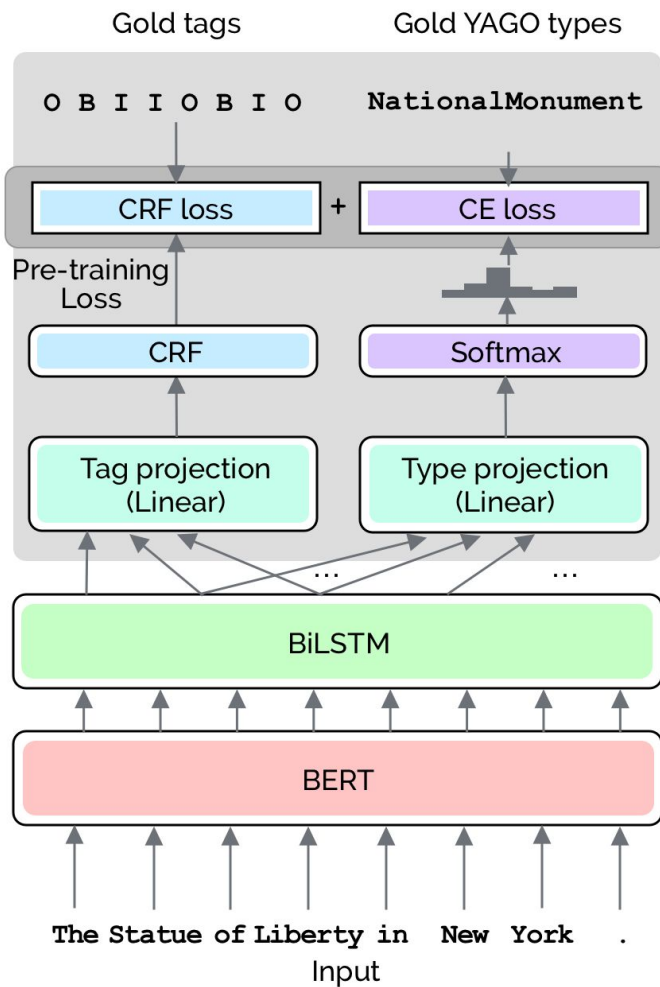 Gold tags Gold YAGO types
O B I I O B I O NationalMonument
CRF loss + CE loss
Pre-training
Loss
CRF Softmax
Tag projection
(Linear)
Type projection
(Linear)
... ...
BiLSTM
BERT
The Statue of Liberty in New York .
Input